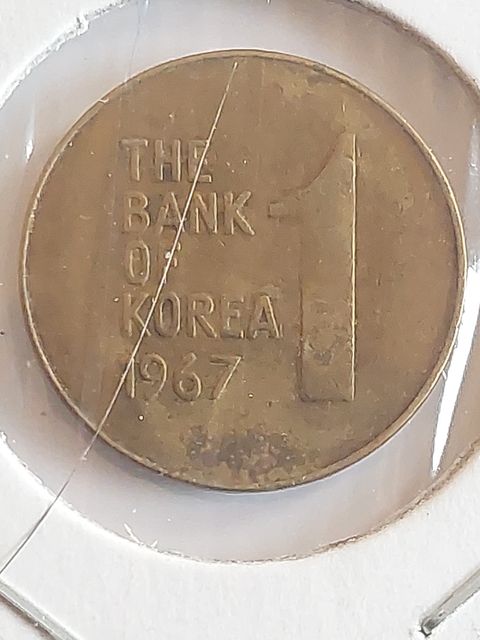 THE
BANK
OF
KOREA
1967
1